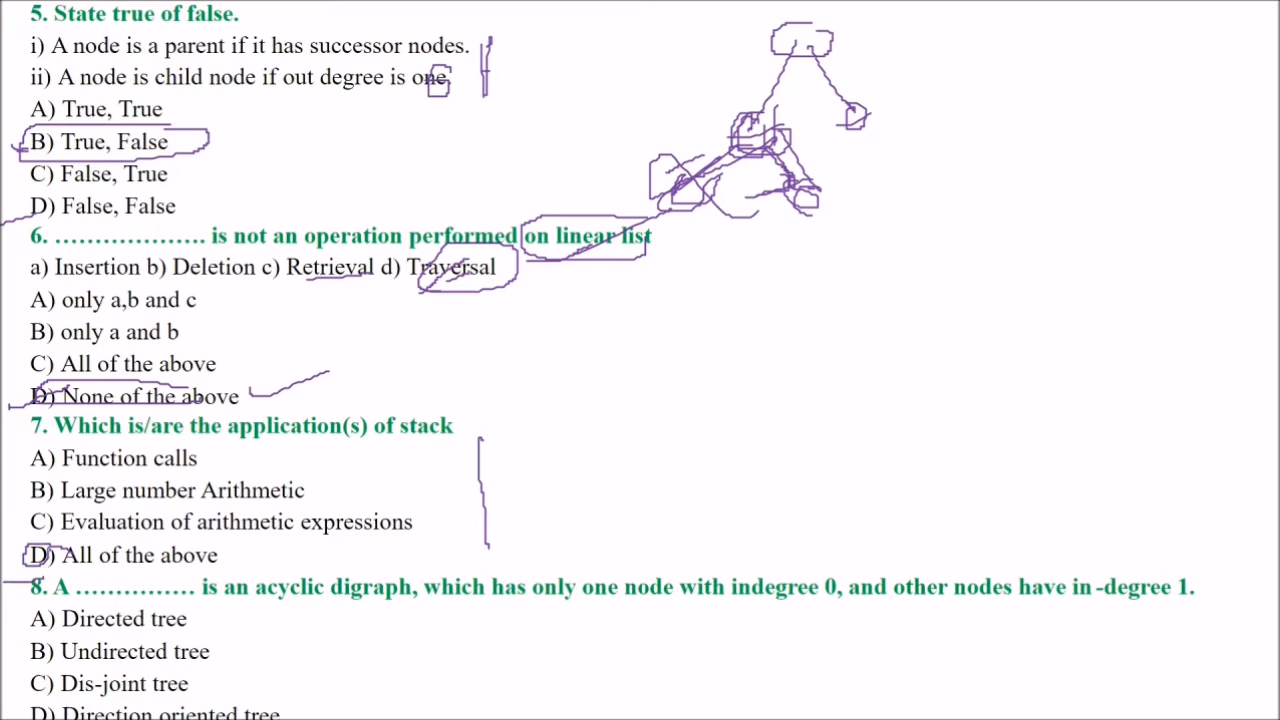 5. State true of false.
i) A node is a parent if it has successor nodes.
ii) A node is child node if out degree is one.
A) True, True
B) True, False
C) False, True
D) False, False
6. ………………. is not an operation performed on linear list
a) Insertion b) Deletion c) Retrieval d) Traversal
A) only a,b and c
B) only a and b
C) All of the above
D) None of the above
7. Which is/are the application(s) of stack
A) Function calls
B) Large number Arithmetic
C) Evaluation of arithmetic expressions
D) All of the above
8. A …………… is an acyclic digraph, which has only one node with indegree 0, and other nodes have in-degree 1.
A) Directed tree
B) Undirected tree
C) Dis-joint tree
D) Direction oriented tree